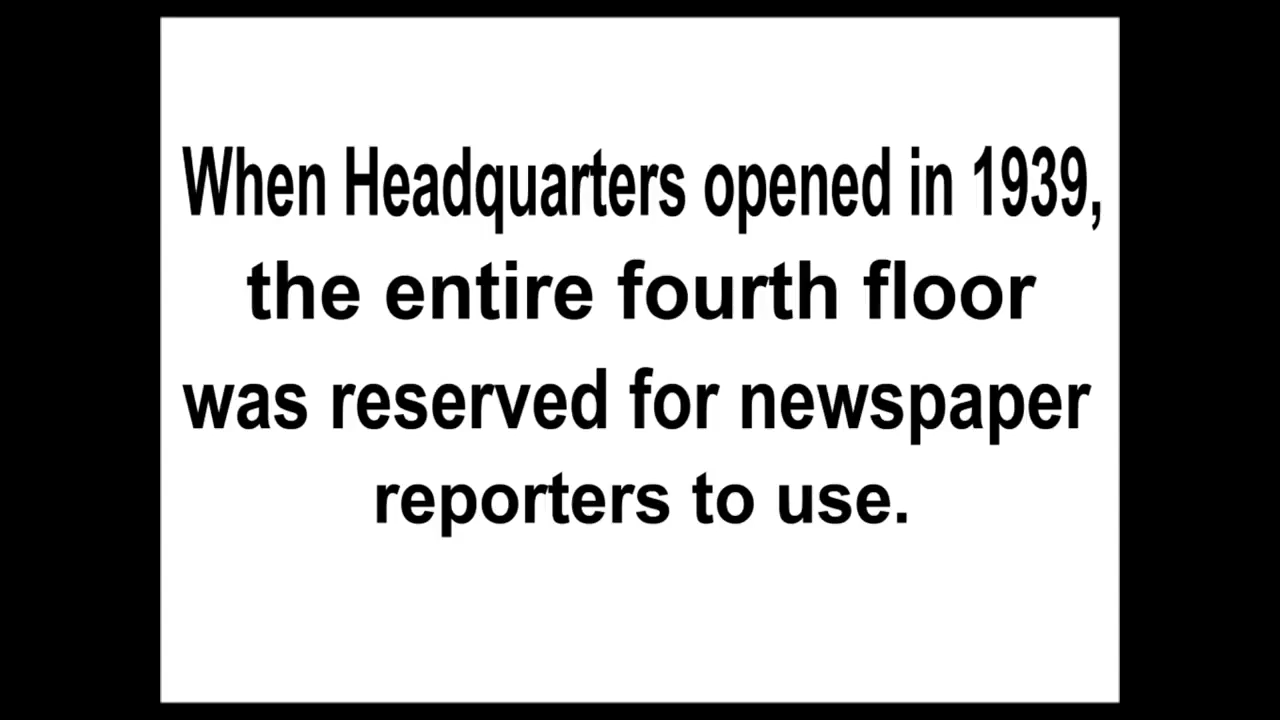 When Headquarters opened in 1939,
the entire fourth floor
was reserved for newspaper
reporters to use.